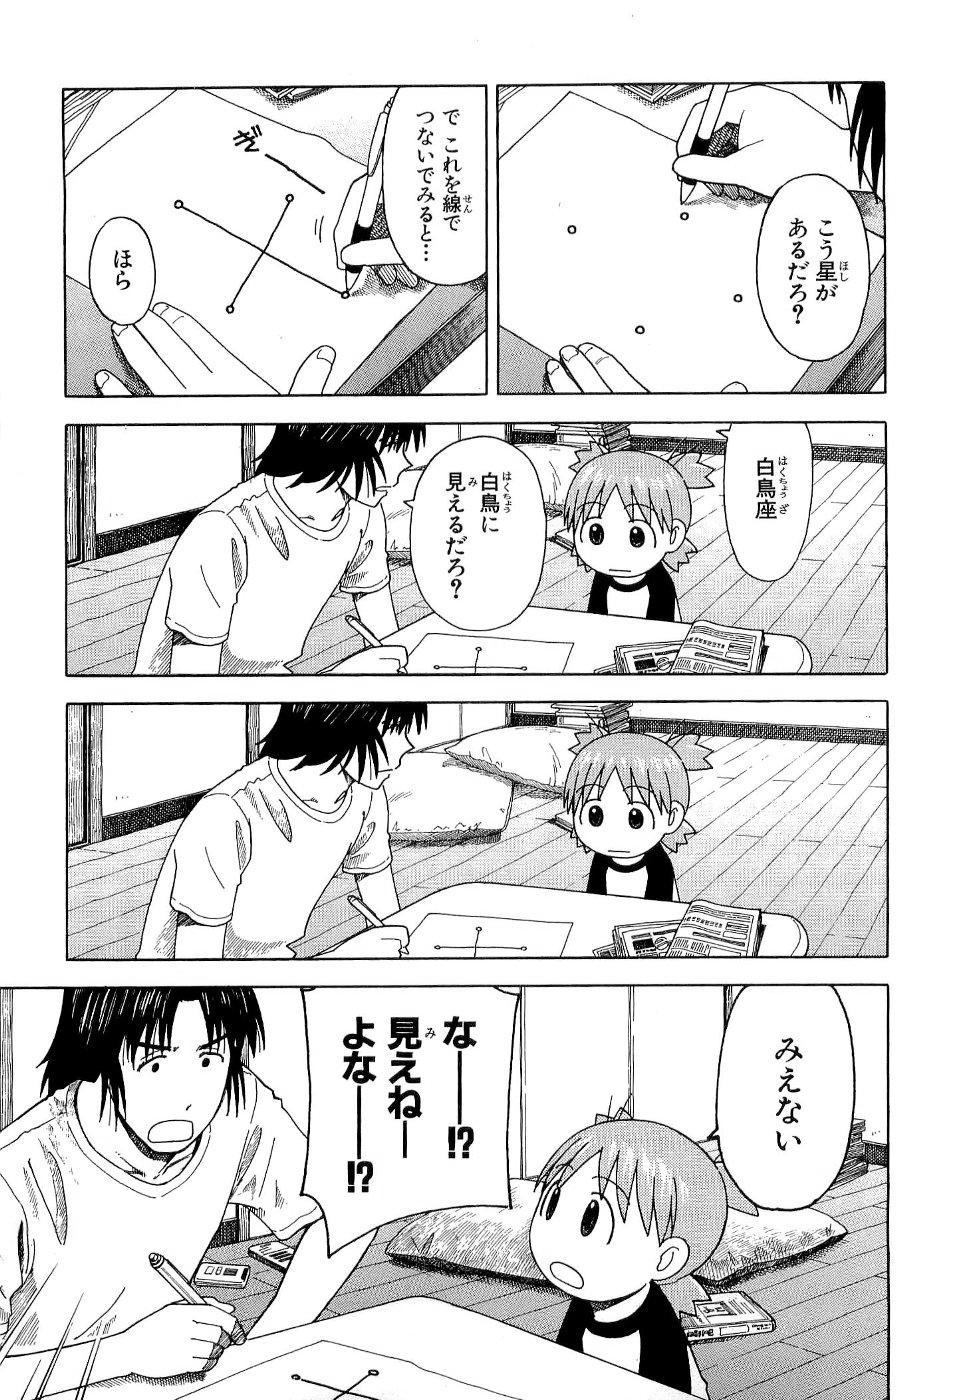 こう星が
あるだろ？
で これを線で
つないでみると…
ざー
ほら
白鳥座
白鳥に
見えるだろ？
みえない
なー!?
見えねー
よなー!?